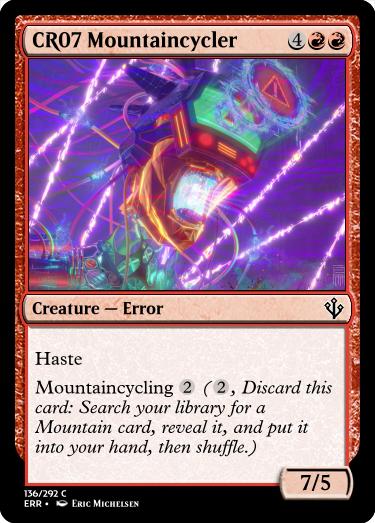 CR07 Mountaincycler 4
Creature — Error
Haste
Mountaincycling 2 (2, Discard this
card: Search your library for a
Mountain card, reveal it, and put it
into your hand, then shuffle.)
7/5
136/292 C
ERR • Eric Michelsen